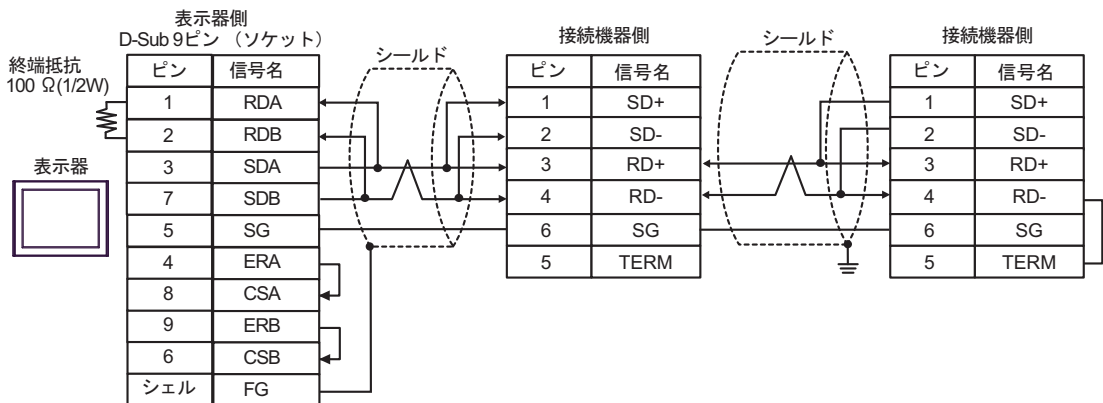 表示器側
D-Sub 9ピン （ソケット）
終端抵抗
100 Ω(1/2W)
表示器
ピン 信号名
1 RDA
2 RDB
3 SDA
7 SDB
5 SG
4 ERA
8 CSA
9 ERB
6 CSB
シェル FG
シールド
接続機器側
ピン 信号名
1 SD+
2 SD-
3 RD+
4 RD-
6 SG
5 TERM
シールド
接続機器側
ピン 信号名
1 SD+
2 SD-
3 RD+
4 RD-
6 SG
5 TERM